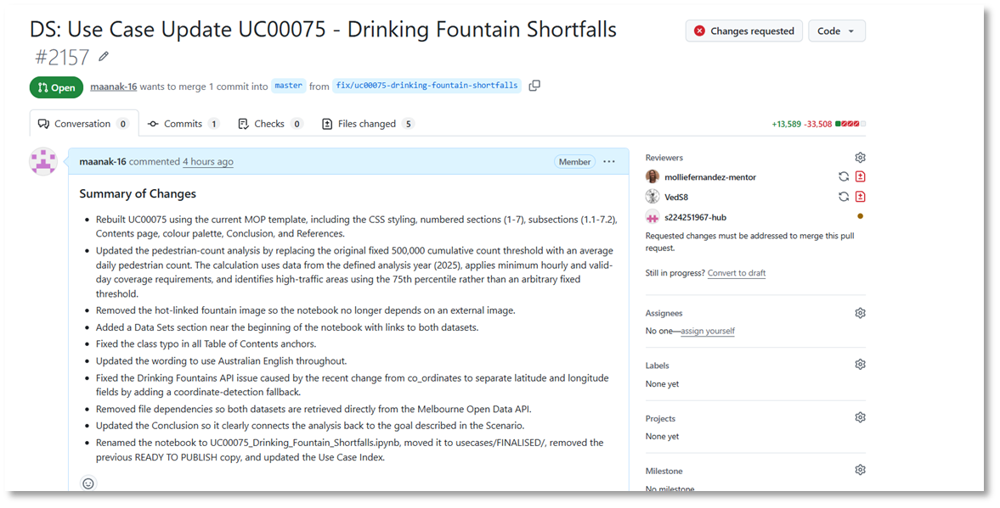 DS: Use Case Update UC00075 - Drinking Fountain Shortfalls
#2157
Changes requested
Code
Open
maanak-16 wants to merge 1 commit into master from fix/uc00075-drinking-fountain-shortfalls
Conversation 0
Commits 1
Checks 0
Files changed 5
+13,589 -33,508
maanak-16 commented 4 hours ago
Member
Summary of Changes
Rebuilt UC00075 using the current MOP template, including the CSS styling, numbered sections (1-7), subsections (1.1-7.2),
Contents page, colour palette, Conclusion, and References.
Updated the pedestrian-count analysis by replacing the original fixed 500,000 cumulative count threshold with an average
daily pedestrian count. The calculation uses data from the defined analysis year (2025), applies minimum hourly and valid-
day coverage requirements, and identifies high-traffic areas using the 75th percentile rather than an arbitrary fixed
threshold.
Removed the hot-linked fountain image so the notebook no longer depends on an external image.
Added a Data Sets section near the beginning of the notebook with links to both datasets.
Fixed the class typo in all Table of Contents anchors.
Updated the wording to use Australian English throughout.
Fixed the Drinking Fountains API issue caused by the recent change from co_ordinates to separate latitude and longitude
fields by adding a coordinate-detection fallback.
Removed file dependencies so both datasets are retrieved directly from the Melbourne Open Data API.
Updated the Conclusion so it clearly connects the analysis back to the goal described in the Scenario.
Renamed the notebook to UC00075_Drinking_Fountain_Shortfalls.ipynb, moved it to usecases/FINALISED/, removed the
previous READY TO PUBLISH copy, and updated the Use Case Index.
Reviewers
molliefernandez-mentor
VedS8
s224251967-hub
Requested changes must be addressed to merge this pull
request.
Still in progress? Convert to draft
Assignees
No one—assign yourself
Labels
None yet
Projects
None yet
Milestone
No milestone